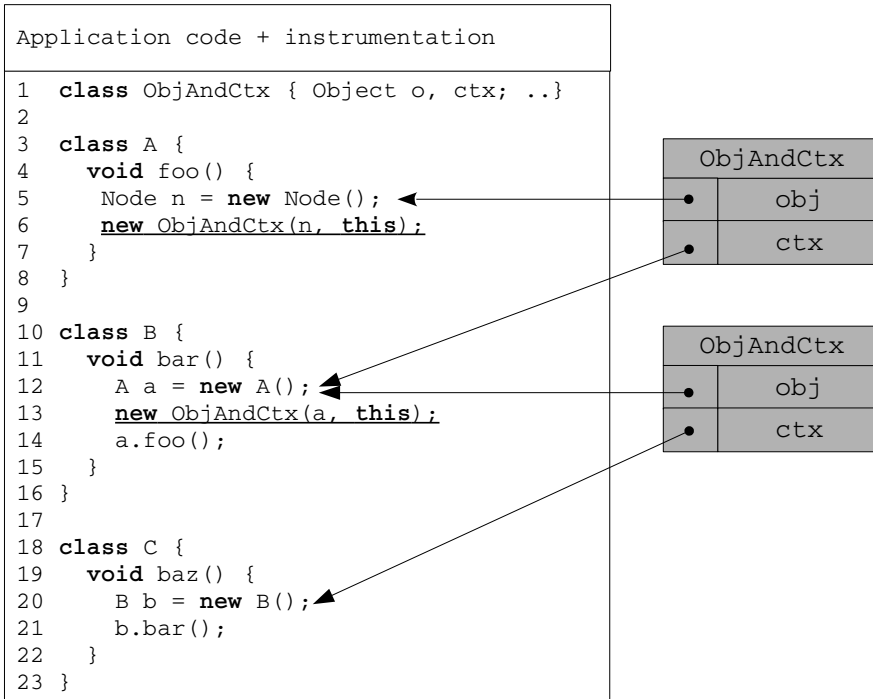 Application code + instrumentation
1 class ObjAndCtx { Object o, ctx; ..}
2
3 class A {
4 void foo() {
5 Node n = new Node();
6 new ObjAndCtx(n, this);
7 }
8 }
9
10 class B {
11 void bar() {
12 A a = new A();
13 new ObjAndCtx(a, this);
14 a.foo();
15 }
16 }
17
18 class C {
19 void baz() {
20 B b = new B();
21 b.bar();
22 }
23 }
ObjAndCtx
obj
ctx
ObjAndCtx
obj
ctx